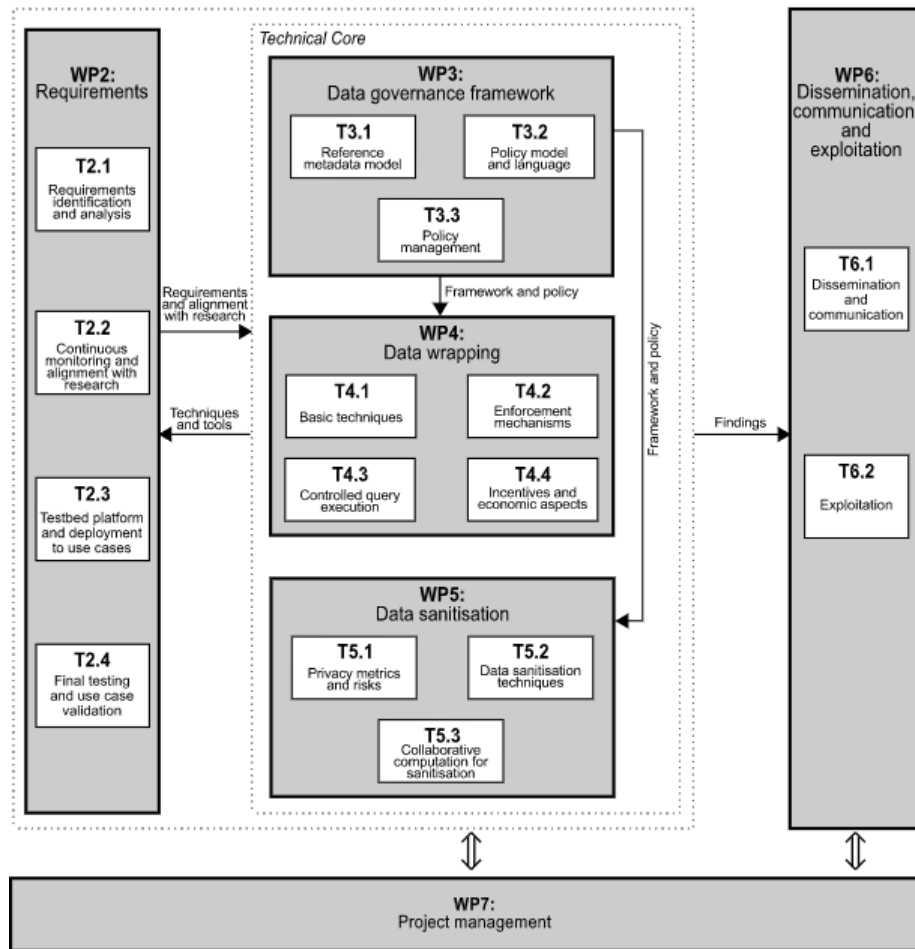 WP2:
Requirements
T2.1
Requirements
identification
and analysis
T2.2
Continuous
monitoring and
alignment with
research
T2.3
Testbed platform
and deployment
to use cases
T2.4
Final testing
and use case
validation
Requirements
and alignment
with research
Techniques
and tools
Technical Core
WP3:
Data governance framework
T3.1
Reference
metadata model
T3.2
Policy model
and language
T3.3
Policy
management
Framework and policy
WP4:
Data wrapping
T4.1
Basic techniques
T4.2
Enforcement
mechanisms
T4.3
Controlled query
execution
T4.4
Incentives and
economic aspects
Framework and policy
WP5:
Data sanitisation
T5.1
Privacy metrics
and risks
T5.2
Data sanitisation
techniques
T5.3
Collaborative
computation for
sanitisation
Findings
WP6:
Dissemination,
communication
and
exploitation
T6.1
Dissemination
and
communication
T6.2
Exploitation
WP7:
Project management